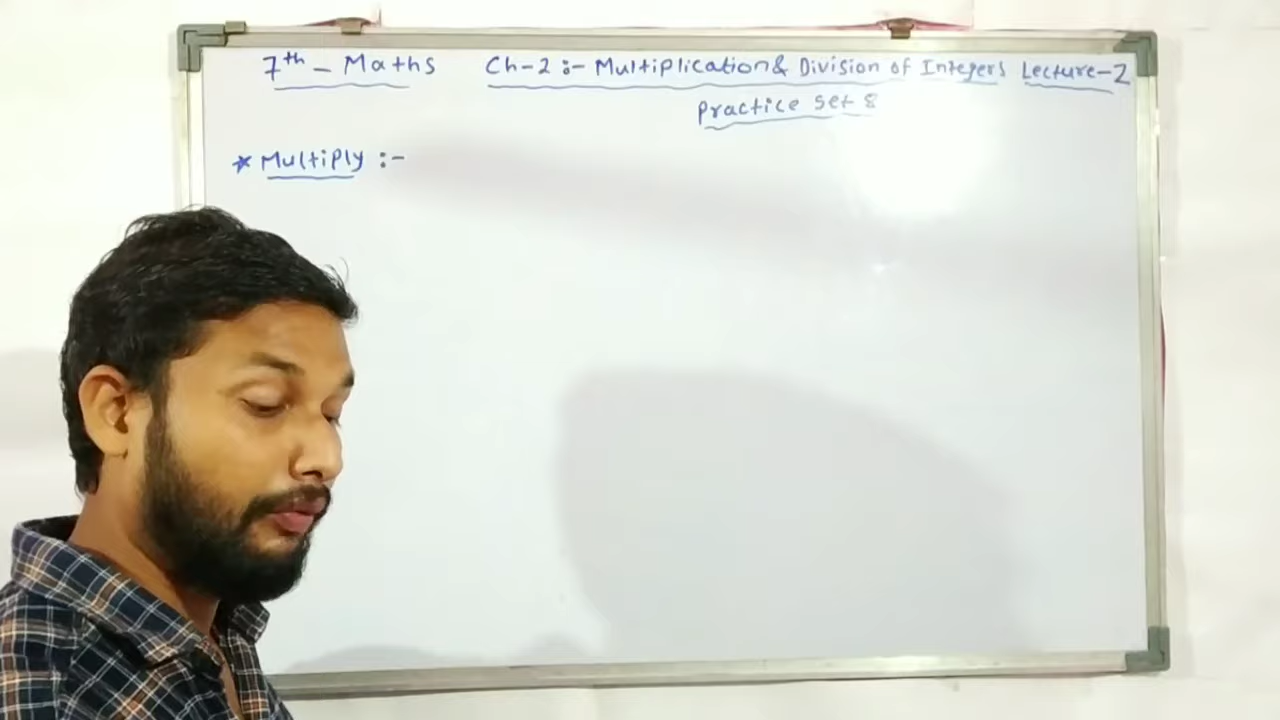 7th - Maths Ch-2 :- Multiplication & Division of Integers Lecture-2
Practice set 8
* Multiply :-